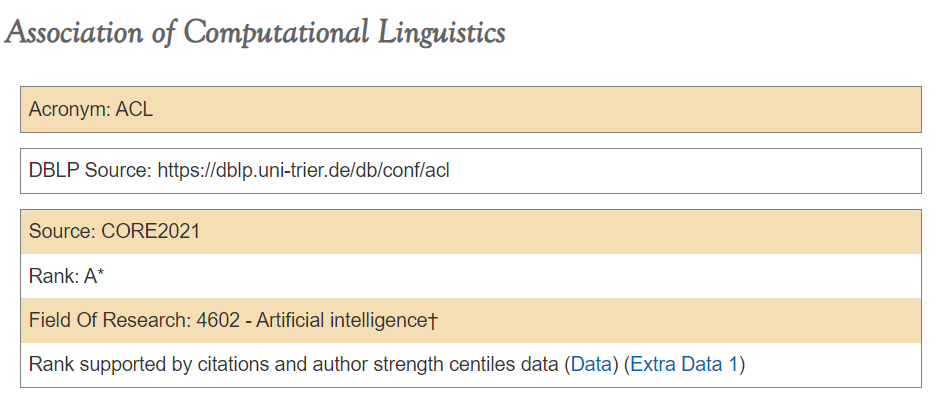 Association of Computational Linguistics
Acronym: ACL
DBLP Source: https://dblp.uni-trier.de/db/conf/acl
Source: CORE2021
Rank: A*
Field Of Research: 4602 - Artificial intelligence†
Rank supported by citations and author strength centiles data (Data) (Extra Data 1)